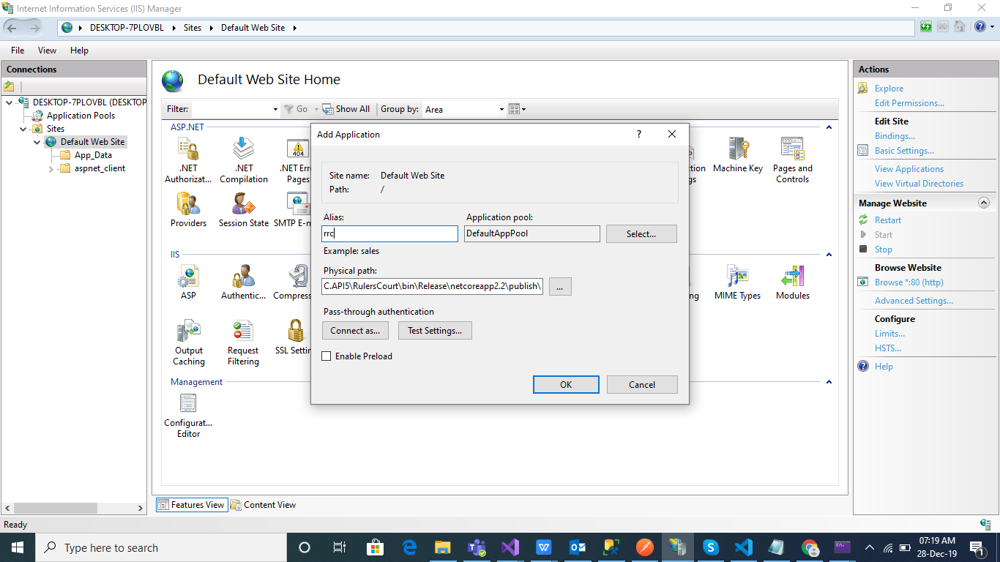 Internet Information Services (IIS) Manager
DESKTOP-7PLOVBL
Sites
Default Web Site
File View Help
Connections
DESKTOP-7PLOVBL (DESKTOP
Application Pools
Sites
Default Web Site
App_Data
aspnet_client
Default Web Site Home
Filter: Go Show All Group by: Area
ASP.NET
.NET Authorizat...
.NET Compilation
404
.NET Err
Pages
Machine Key
Pages and Controls
Providers
Session State
SMTP E-m
IIS
ASP
Authentic...
Compress
MIME Types
Modules
Output Caching
Request Filtering
SSL Settin
Management
Configurat... Editor
Add Application
?
Site name: Default Web Site
Path: /
Alias:
rrc
Application pool:
DefaultAppPool
Select...
Example: sales
Physical path:
C.API5\RulersCourt\bin\Release\netcoreapp2.2\publish\
...
Pass-through authentication
Connect as...
Test Settings...
Enable Preload
OK
Cancel
Features View
Content View
Actions
Explore
Edit Permissions...
Edit Site
Bindings...
Basic Settings...
View Applications
View Virtual Directories
Manage Website
Restart
Start
Stop
Browse Website
Browse *:80 (http)
Advanced Settings...
Configure
Limits...
HSTS...
Help
Ready
Type here to search
07:19 AM
28-Dec-19
1